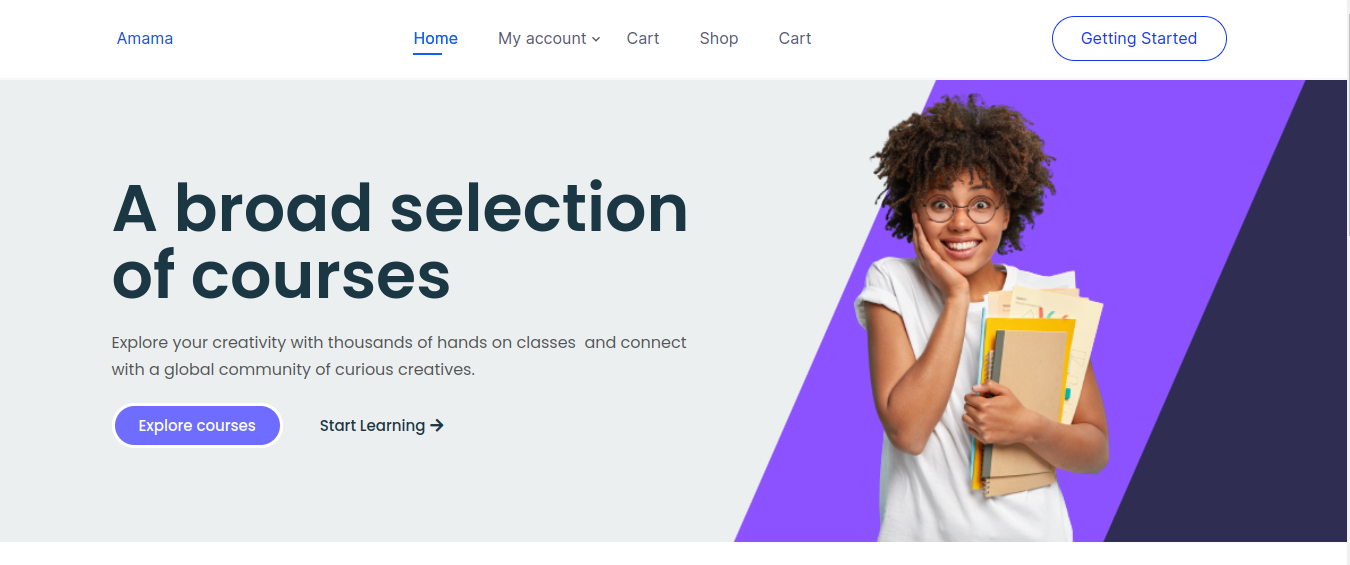 Amama
Home
My account
Cart
Shop
Cart
Getting Started
A broad selection
of courses
Explore your creativity with thousands of hands on classes  and connect
with a global community of curious creatives.
Explore courses
Start Learning →